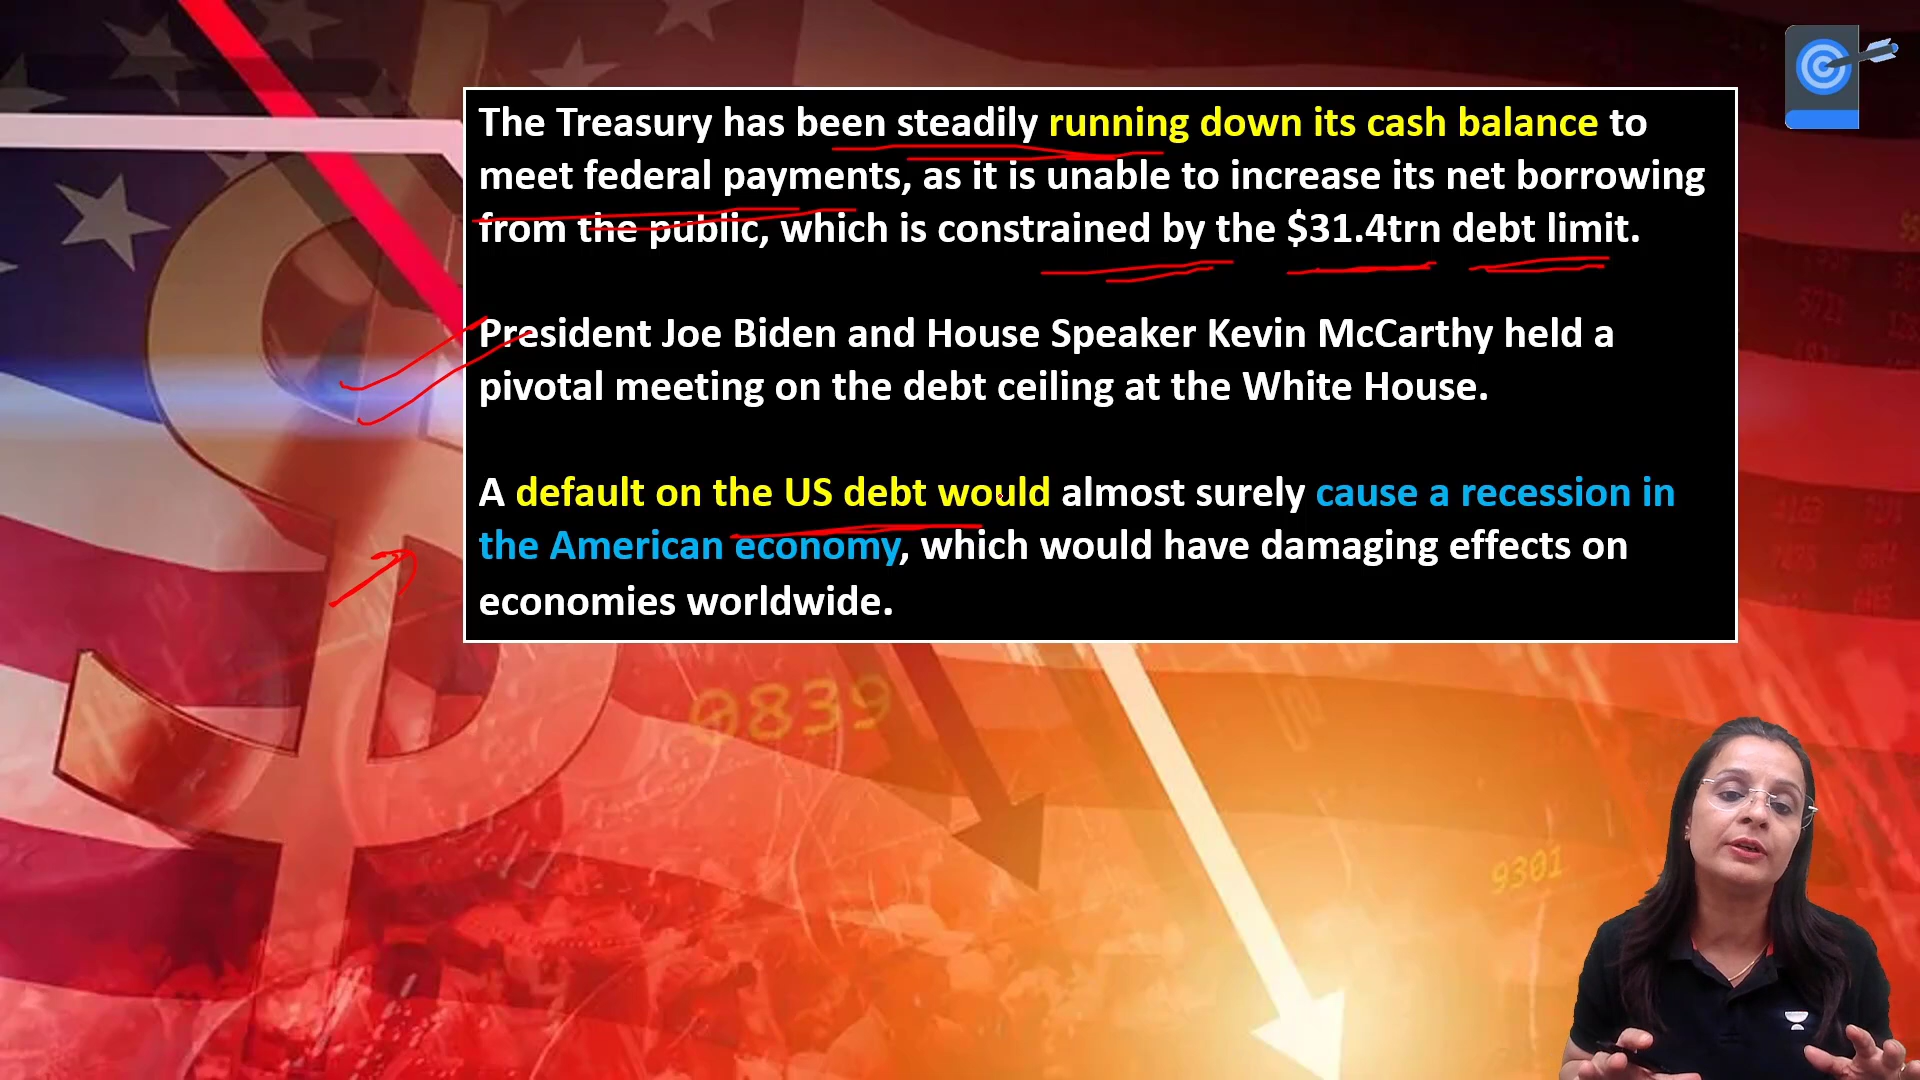 The Treasury has been steadily running down its cash balance to
meet federal payments, as it is unable to increase its net borrowing
from the public, which is constrained by the $31.4trn debt limit.
President Joe Biden and House Speaker Kevin McCarthy held a
pivotal meeting on the debt ceiling at the White House.
A default on the US debt would almost surely cause a recession in
the American economy, which would have damaging effects on
economies worldwide.
0839
9301